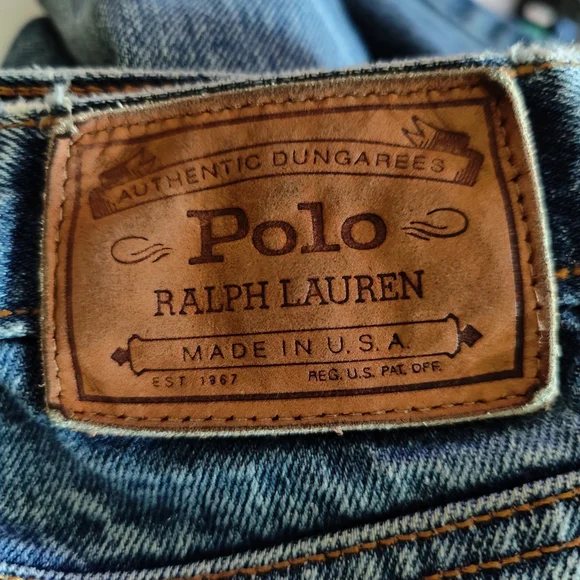 AUTHENTIC DUNGAREES
Polo
RALPH LAUREN
MADE IN U.S.A.
EST 1967 REG. U.S. PAT. OFF.